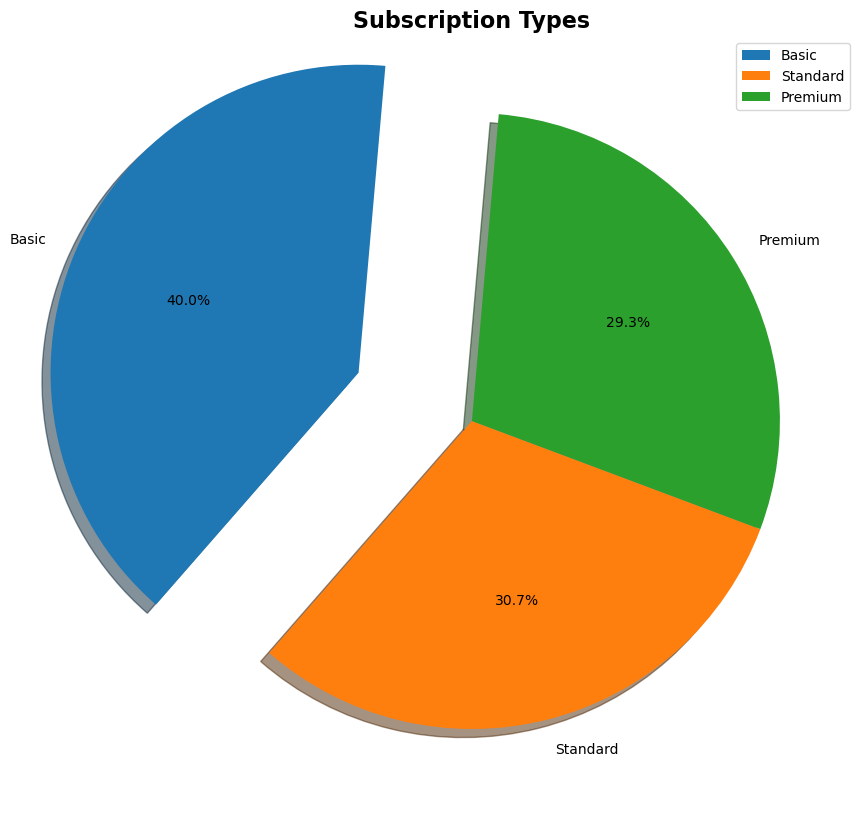 Subscription Types
Basic
Standard
Premium
Basic
Premium
40.0%
29.3%
30.7%
Standard